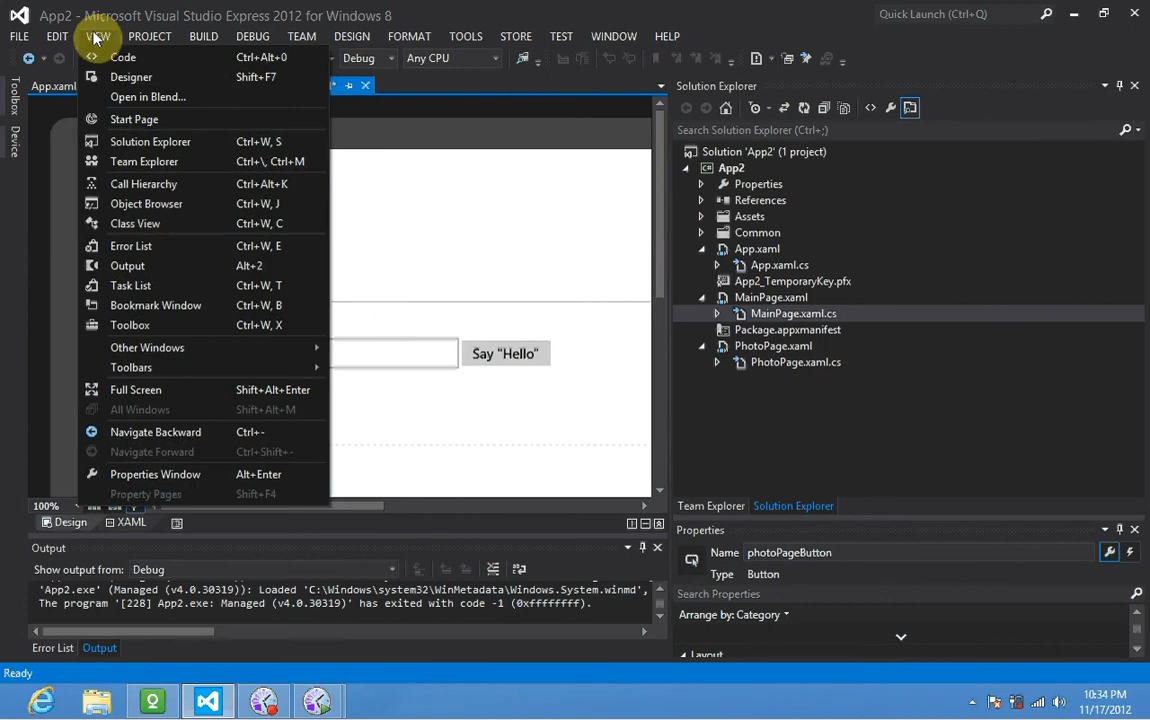 App2 - Microsoft Visual Studio Express 2012 for Windows 8
Quick Launch (Ctrl+Q)
FILE EDIT VIEW PROJECT BUILD DEBUG TEAM DESIGN FORMAT TOOLS STORE TEST WINDOW HELP
Debug Any CPU
App.xaml
Toolbox
Device
Code Ctrl+Alt+0
Designer Shift+F7
Open in Blend...
Start Page
Solution Explorer Ctrl+W, S
Team Explorer Ctrl+\, Ctrl+M
Call Hierarchy Ctrl+Alt+K
Object Browser Ctrl+W, J
Class View Ctrl+W, C
Error List Ctrl+W, E
Output Alt+2
Task List Ctrl+W, T
Bookmark Window Ctrl+W, B
Toolbox Ctrl+W, X
Other Windows
Toolbars
Full Screen Shift+Alt+Enter
All Windows Shift+Alt+M
Navigate Backward Ctrl+-
Navigate Forward Ctrl+Shift+-
Properties Window Alt+Enter
Property Pages Shift+F4
Say "Hello"
100%
Design XAML
Output
Show output from: Debug
'App2.exe' (Managed (v4.0.30319)): Loaded 'C:\Windows\system32\WinMetadata\Windows.System.winmd',
The program '[228] App2.exe: Managed (v4.0.30319)' has exited with code -1 (0xffffffff).
Error List Output
Solution Explorer
Search Solution Explorer (Ctrl+;)
Solution 'App2' (1 project)
App2
Properties
References
Assets
Common
App.xaml
App.xaml.cs
App2_TemporaryKey.pfx
MainPage.xaml
MainPage.xaml.cs
Package.appxmanifest
PhotoPage.xaml
PhotoPage.xaml.cs
Team Explorer Solution Explorer
Properties
Name photoPageButton
Type Button
Search Properties
Arrange by: Category
Layout
Ready
10:34 PM
11/17/2012